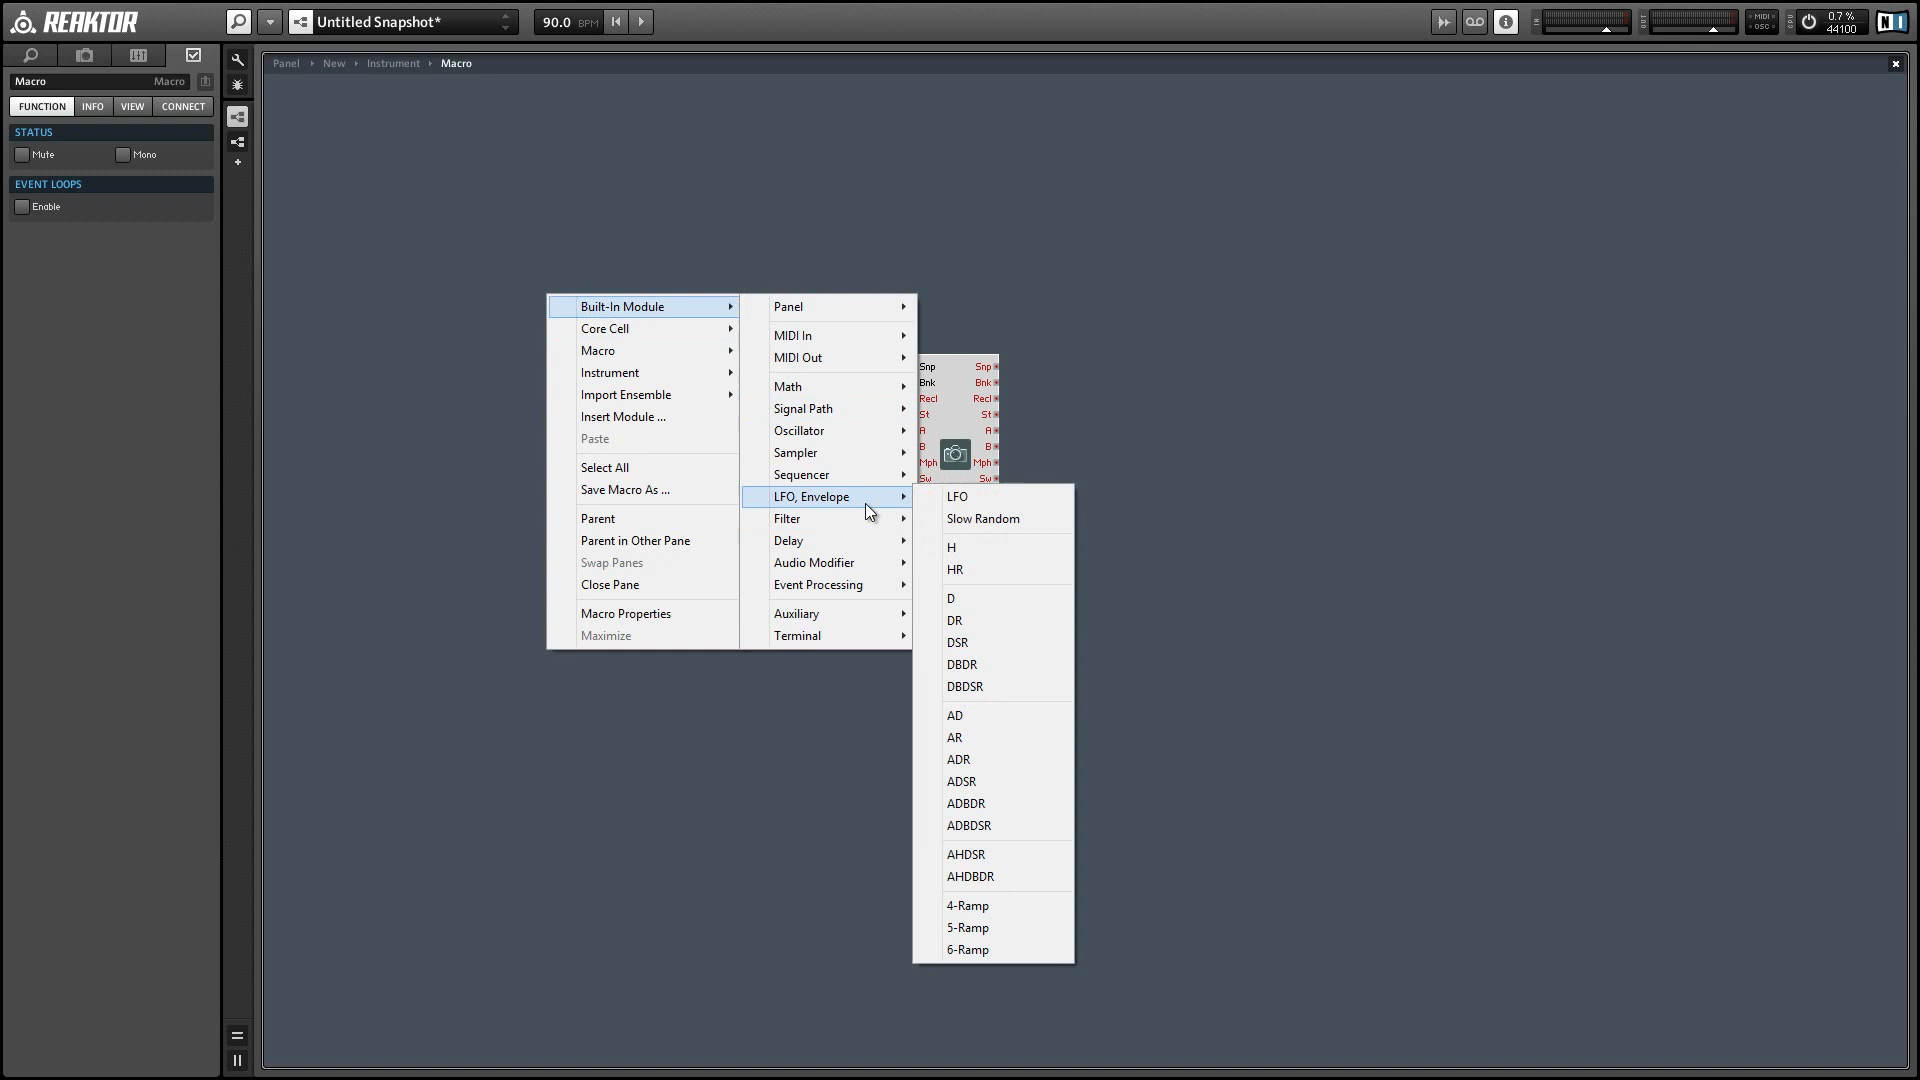 REAKTOR
Untitled Snapshot*
90.0 BPM
MIDI
OSC
0.7 %
44100
Macro Macro
FUNCTION INFO VIEW CONNECT
STATUS
Mute Mono
EVENT LOOPS
Enable
Panel New Instrument Macro
Built-In Module
Core Cell
Macro
Instrument
Import Ensemble
Insert Module ...
Paste
Select All
Save Macro As ...
Parent
Parent in Other Pane
Swap Panes
Close Pane
Macro Properties
Maximize
Panel
MIDI In
MIDI Out
Math
Signal Path
Oscillator
Sampler
Sequencer
LFO, Envelope
Filter
Delay
Audio Modifier
Event Processing
Auxiliary
Terminal
Snp Snp
Bnk Bnk
Recl Recl
St St
A A
B B
Mph Mph
Sw Sw
LFO
Slow Random
H
HR
D
DR
DSR
DBDR
DBDSR
AD
AR
ADR
ADSR
ADBDR
ADBDSR
AHDSR
AHDBDR
4-Ramp
5-Ramp
6-Ramp